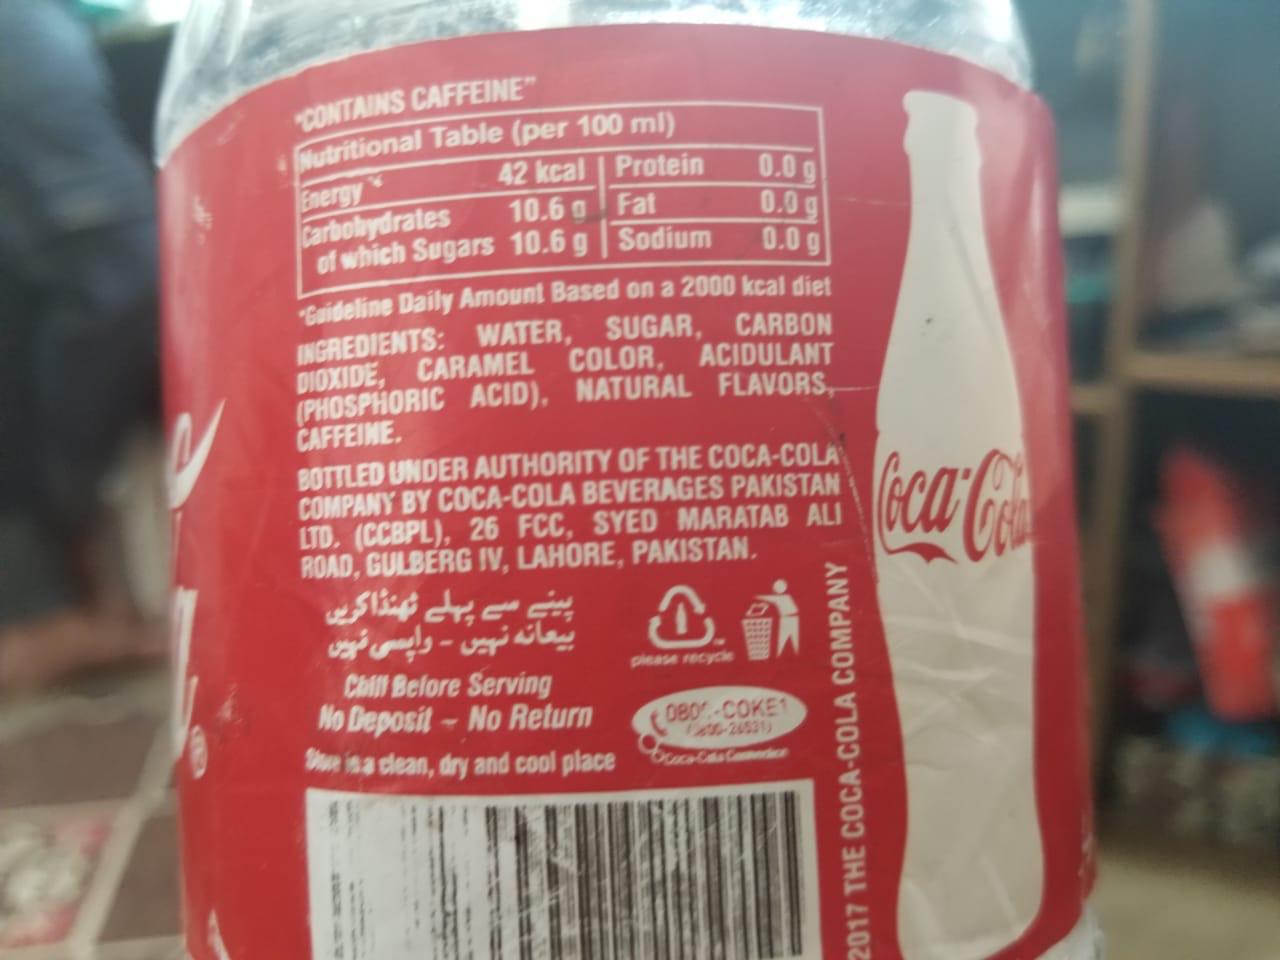 "CONTAINS CAFFEINE"
Nutritional Table (per 100 ml)
Energy 42 kcal Protein 0.0 g
Carbohydrates 10.6 g Fat 0.0 g
of which Sugars 10.6 g Sodium 0.0 g
*Guideline Daily Amount Based on a 2000 kcal diet
INGREDIENTS: WATER, SUGAR, CARBON
DIOXIDE, CARAMEL COLOR, ACIDULANT
(PHOSPHORIC ACID), NATURAL FLAVORS,
CAFFEINE.
BOTTLED UNDER AUTHORITY OF THE COCA-COLA
COMPANY BY COCA-COLA BEVERAGES PAKISTAN
LTD. (CCBPL), 26 FCC, SYED MARATAB ALI
ROAD, GULBERG IV, LAHORE, PAKISTAN.
پینے سے پہلے ٹھنڈا کریں
بیعانہ نہیں - واپسی نہیں
1
please recycle
Chill Before Serving
No Deposit - No Return
Store in a clean, dry and cool place
-COKE1
Coca-Cola Connection
2017 THE COCA-COLA COMPANY
Coca-Cola
®